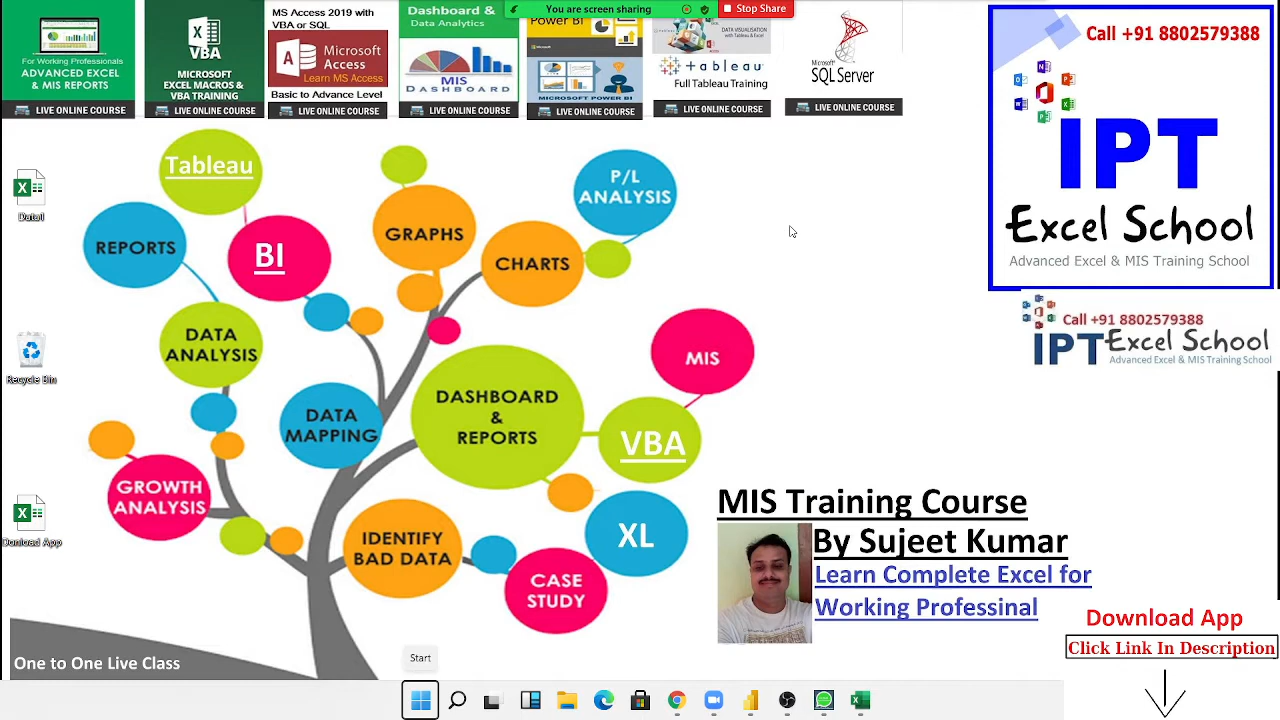 You are screen sharing
Stop Share
For Working Professionals
ADVANCED EXCEL
& MIS REPORTS
LIVE ONLINE COURSE
VBA
MICROSOFT
EXCEL MACROS &
VBA TRAINING
LIVE ONLINE COURSE
MS Access 2019 with
VBA or SQL
Microsoft
Access
Learn MS Access
Basic to Advance Level
LIVE ONLINE COURSE
Dashboard &
Data Analytics
MIS
DASHBOARD
LIVE ONLINE COURSE
Power BI
MICROSOFT POWER BI
LIVE ONLINE COURSE
DATA VISUALISATION
with Tableau & Excel
+ a b l e a u
Full Tableau Training
LIVE ONLINE COURSE
Microsoft
SQL Server
LIVE ONLINE COURSE
Call +91 8802579388
IPT
Excel School
Advanced Excel & MIS Training School
Call +91 8802579388
IPT Excel School
Advanced Excel & MIS Training School
Data1
Recycle Bin
Donload App
Tableau
REPORTS
BI
GRAPHS
P/L
ANALYSIS
CHARTS
DATA
ANALYSIS
MIS
DATA
MAPPING
DASHBOARD
&
REPORTS
VBA
GROWTH
ANALYSIS
IDENTIFY
BAD DATA
XL
CASE
STUDY
MIS Training Course
By Sujeet Kumar
Learn Complete Excel for
Working Professinal
Download App
Click Link In Description
One to One Live Class
Start